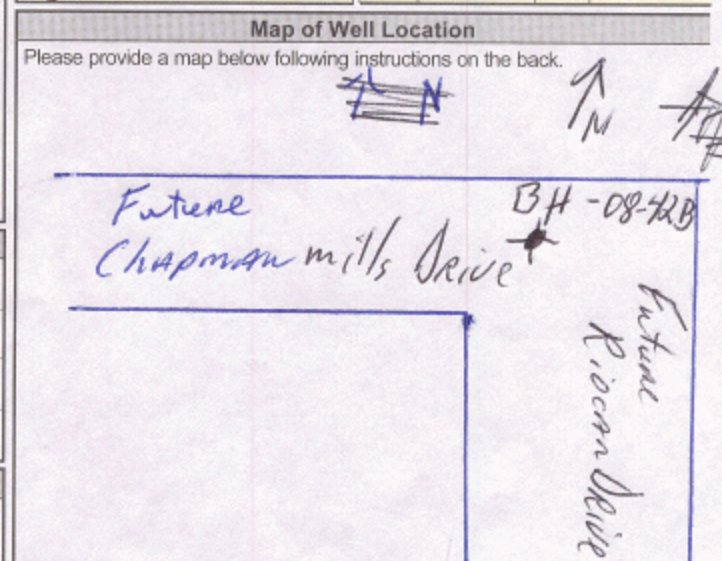 Map of Well Location
Please provide a map below following instructions on the back.
N
N
BH -08-42B
Future
Chapman mills Drive
Future
Riocan Drive